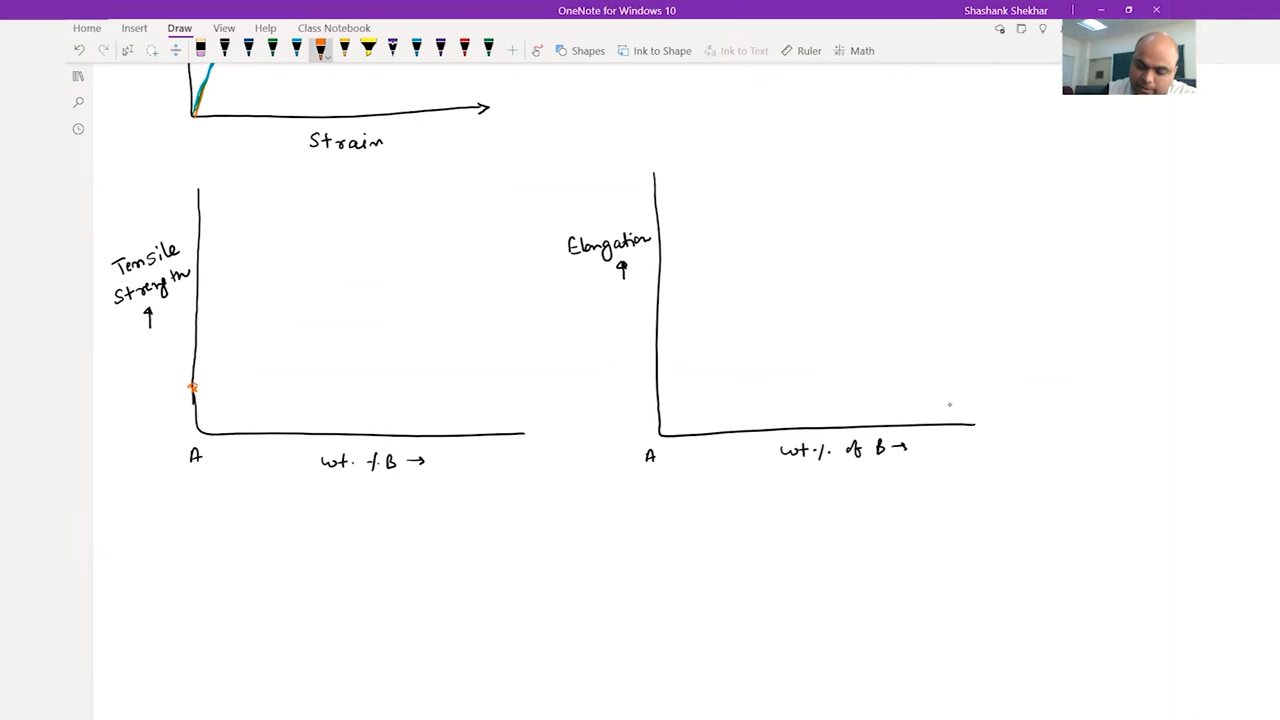 OneNote for Windows 10
Shashank Shekhar
Home Insert Draw View Help Class Notebook
Shapes Ink to Shape Ink to Text Ruler Math
Strain
Tensile
Strength
Elongation
A
wt. % B →
A
wt % of B →